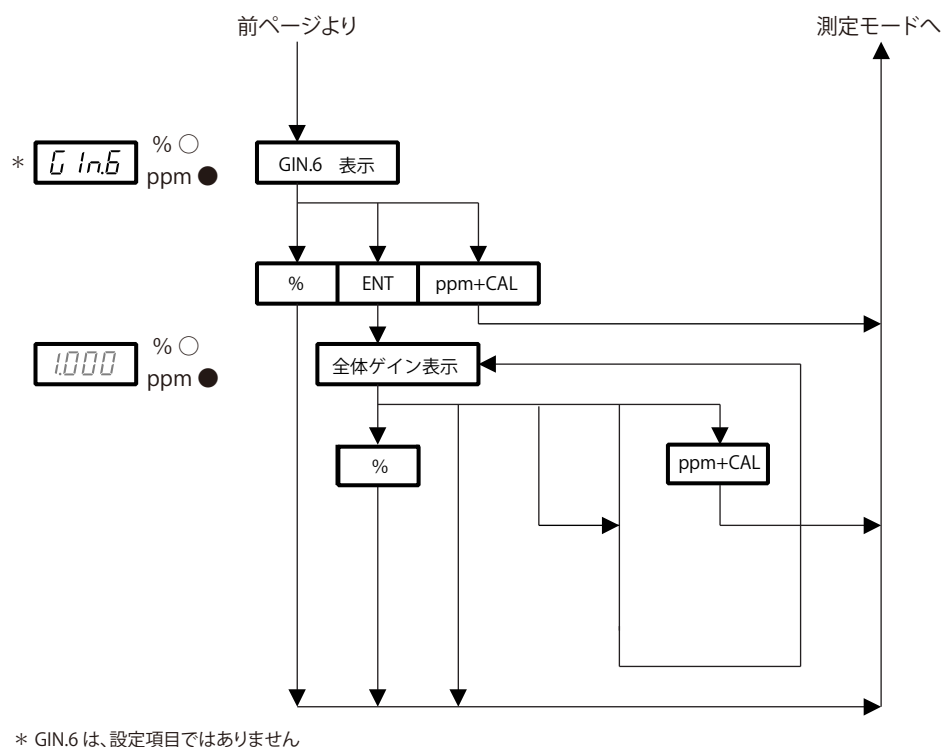 前ページより
測定モードへ
% ○
* G In.6 ppm ●
GIN.6 表示
% ENT ppm+CAL
% ○
1.000 ppm ●
全体ゲイン表示
% ppm+CAL
* GIN.6 は、設定項目ではありません